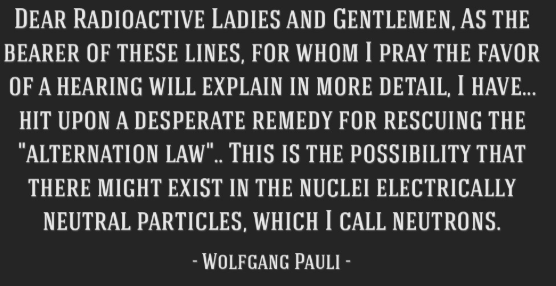 Dear Radioactive Ladies and Gentlemen, As the
bearer of these lines, for whom I pray the favor
of a hearing will explain in more detail, I have...
hit upon a desperate remedy for rescuing the
"alternation law".. This is the possibility that
there might exist in the nuclei electrically
neutral particles, which I call neutrons.
- Wolfgang Pauli -